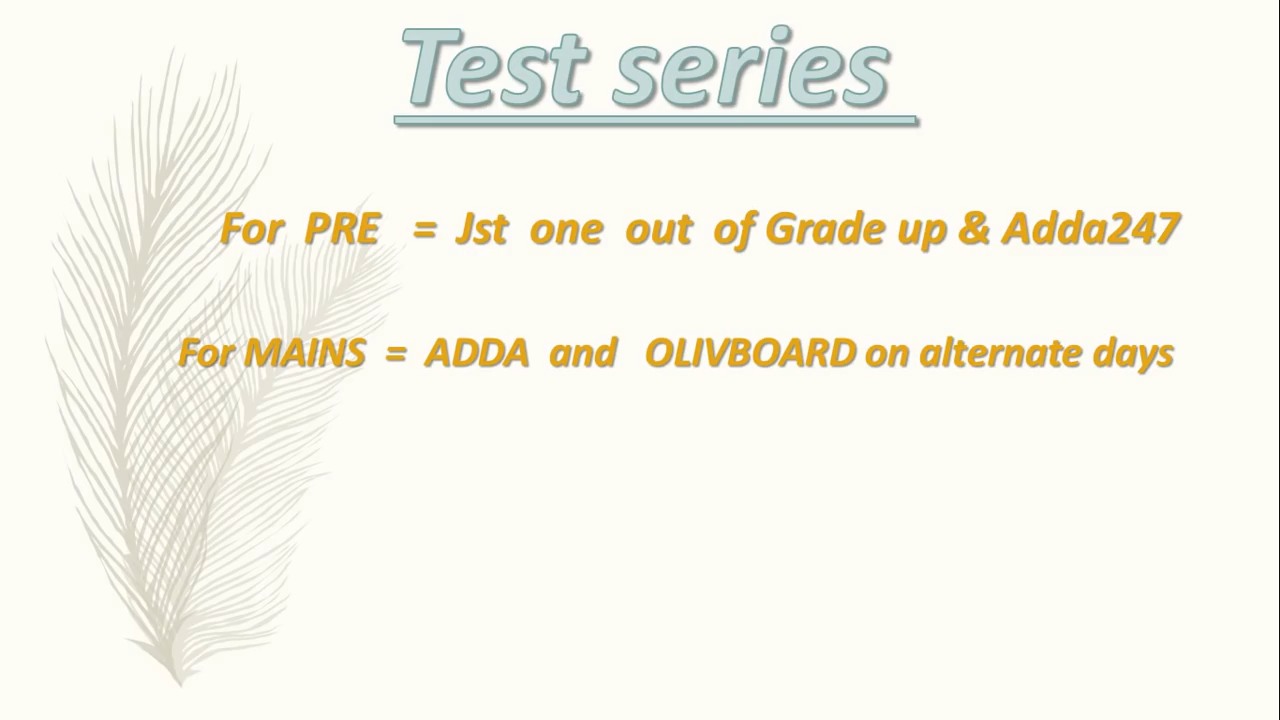 Test series
For PRE = Jst one out of Grade up & Adda247
For MAINS = ADDA and OLIVBOARD on alternate days